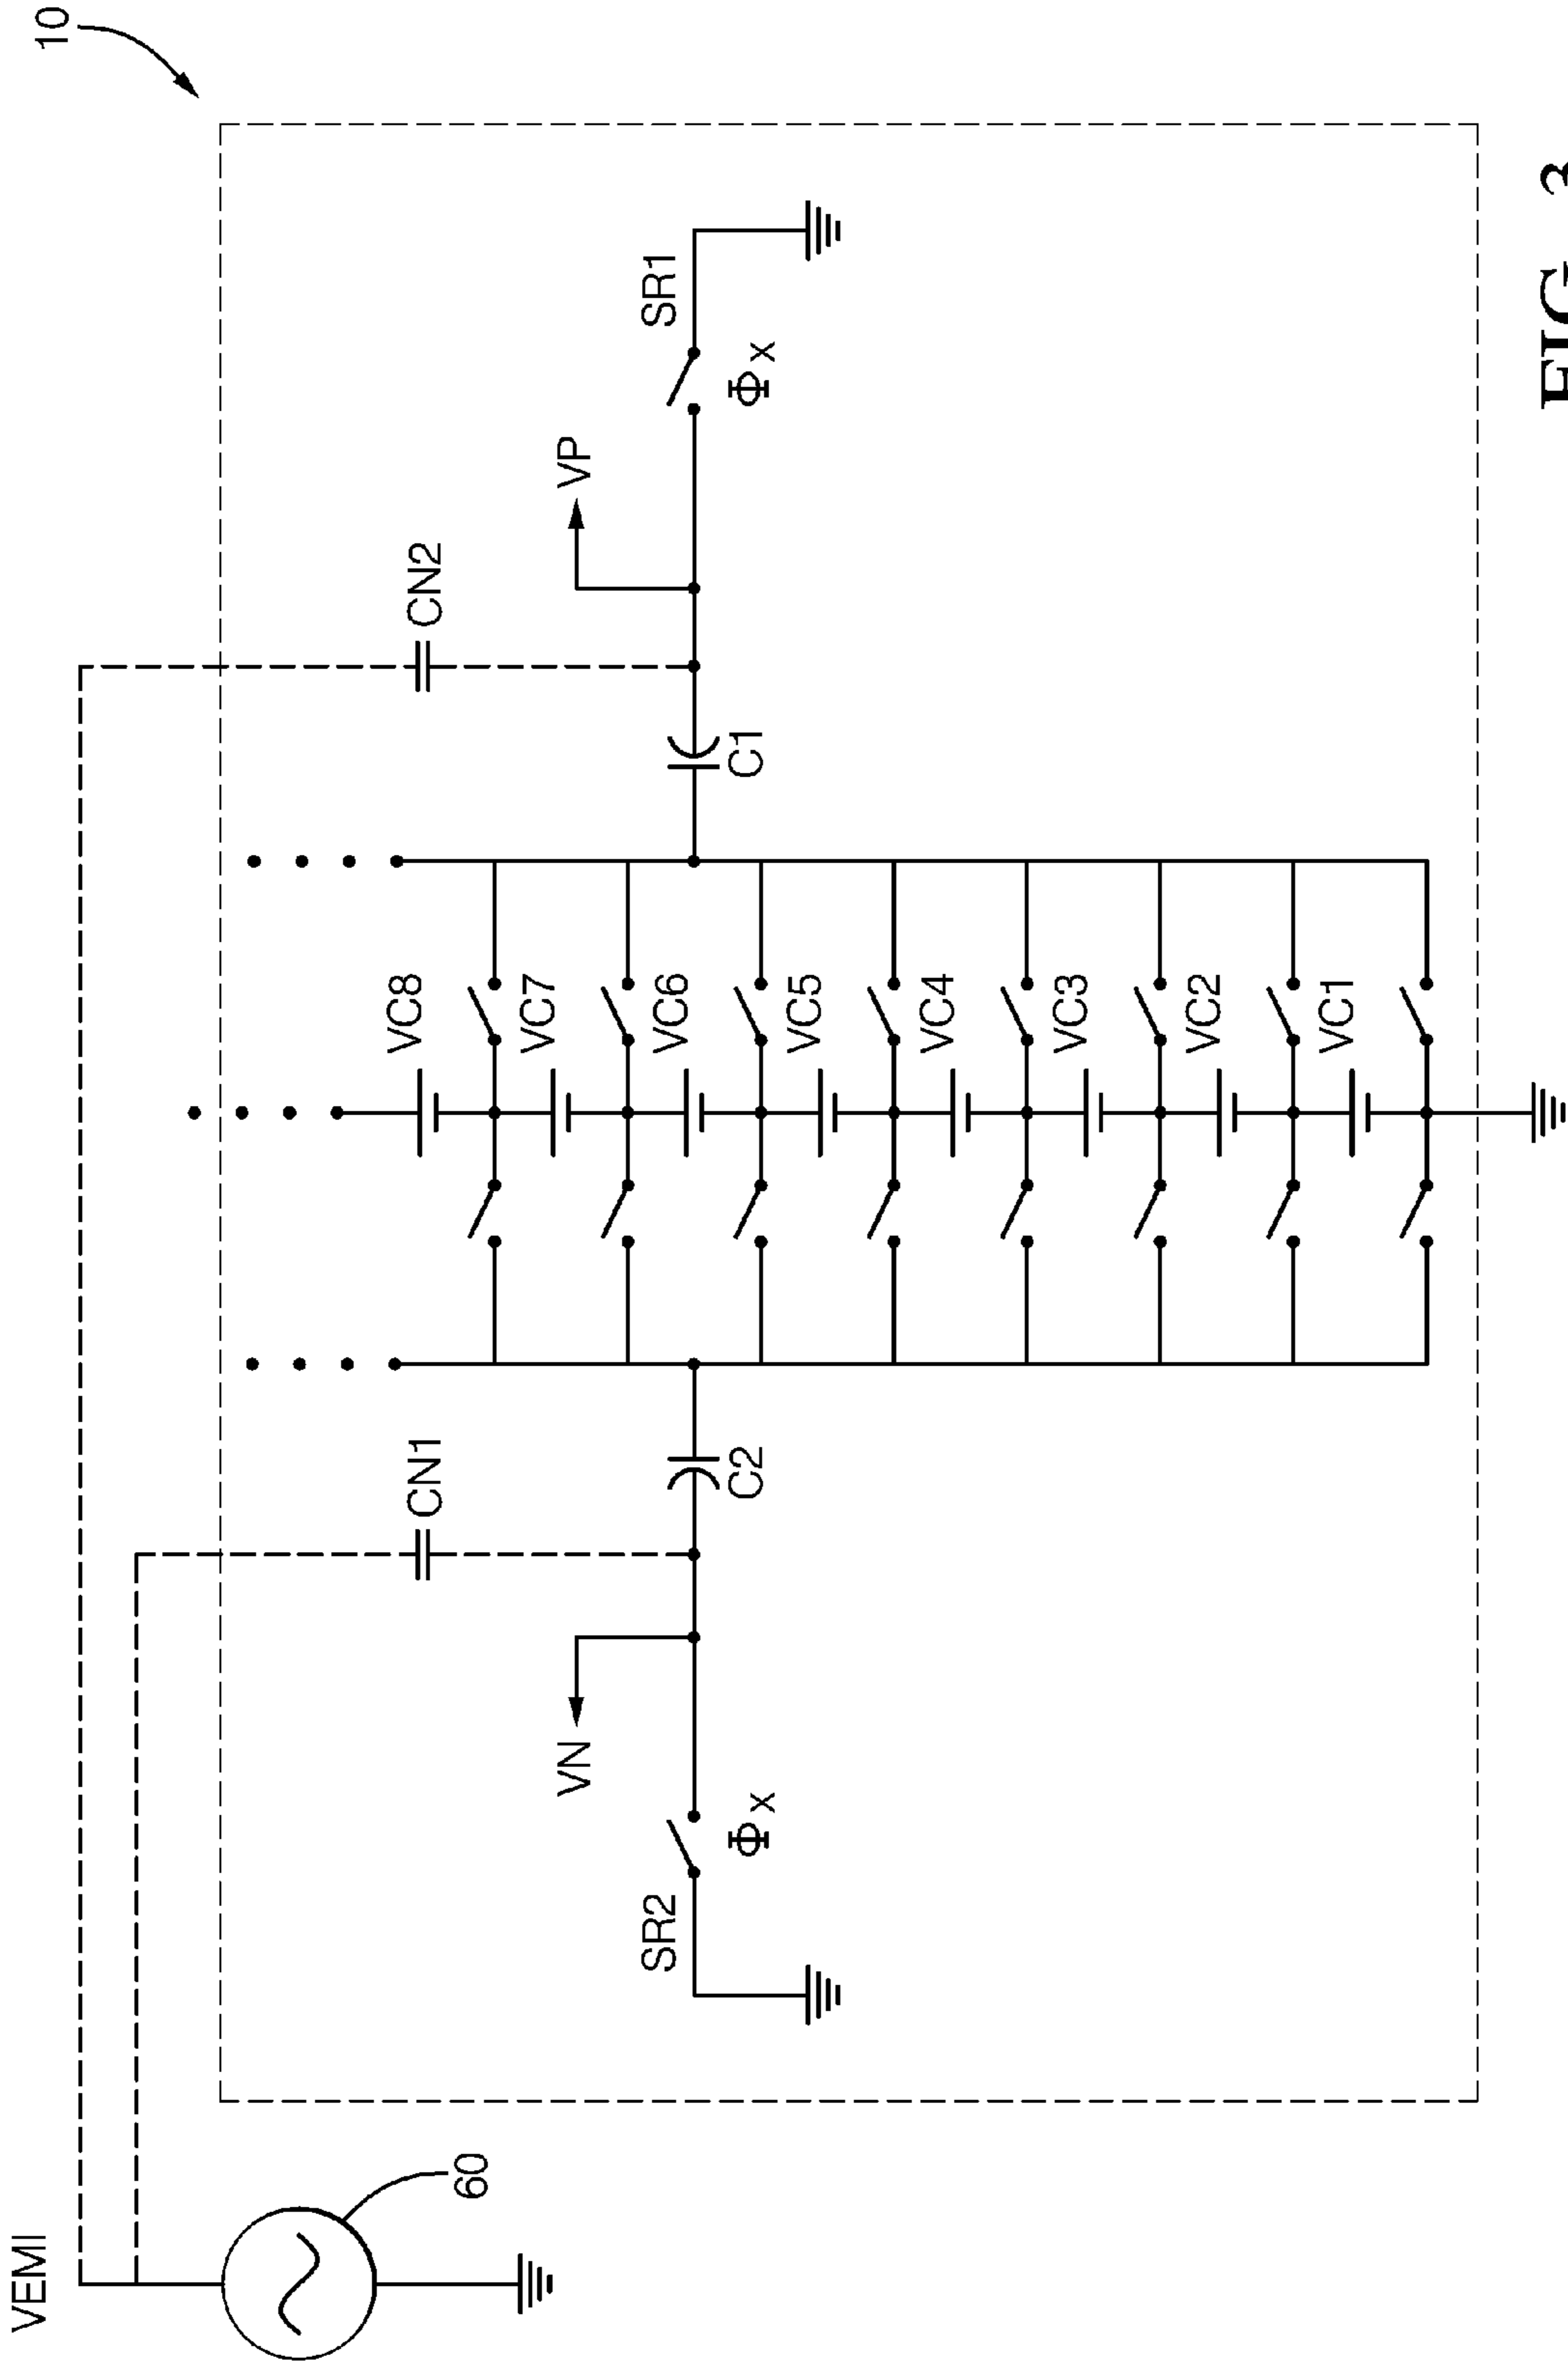 VEMI
10
CN1
VC8
CN2
60
VC7
VN
VP
SR2
VC6
SR1
Φx
C2
C1
Φx
VC5
VC4
VC3
VC2
VC1